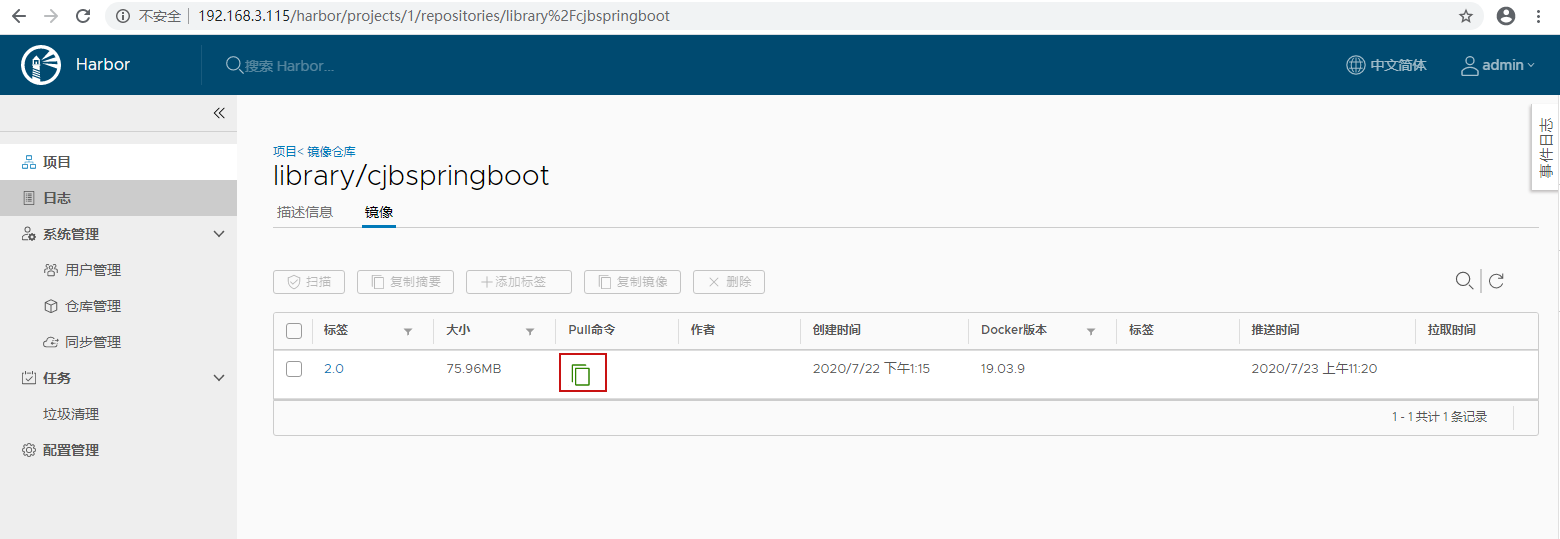 不安全 192.168.3.115/harbor/projects/1/repositories/library%2Fcjbspringboot
Harbor 搜索 Harbor... 中文简体 admin
事件日志
项目
日志
系统管理
用户管理
仓库管理
同步管理
任务
垃圾清理
配置管理
项目< 镜像仓库
library/cjbspringboot
描述信息 镜像
扫描 复制摘要 添加标签 复制镜像 删除
标签 大小 Pull命令 作者 创建时间 Docker版本 标签 推送时间 拉取时间
2.0 75.96MB 2020/7/22 下午1:15 19.03.9 2020/7/23 上午11:20
1 - 1 共计 1 条记录